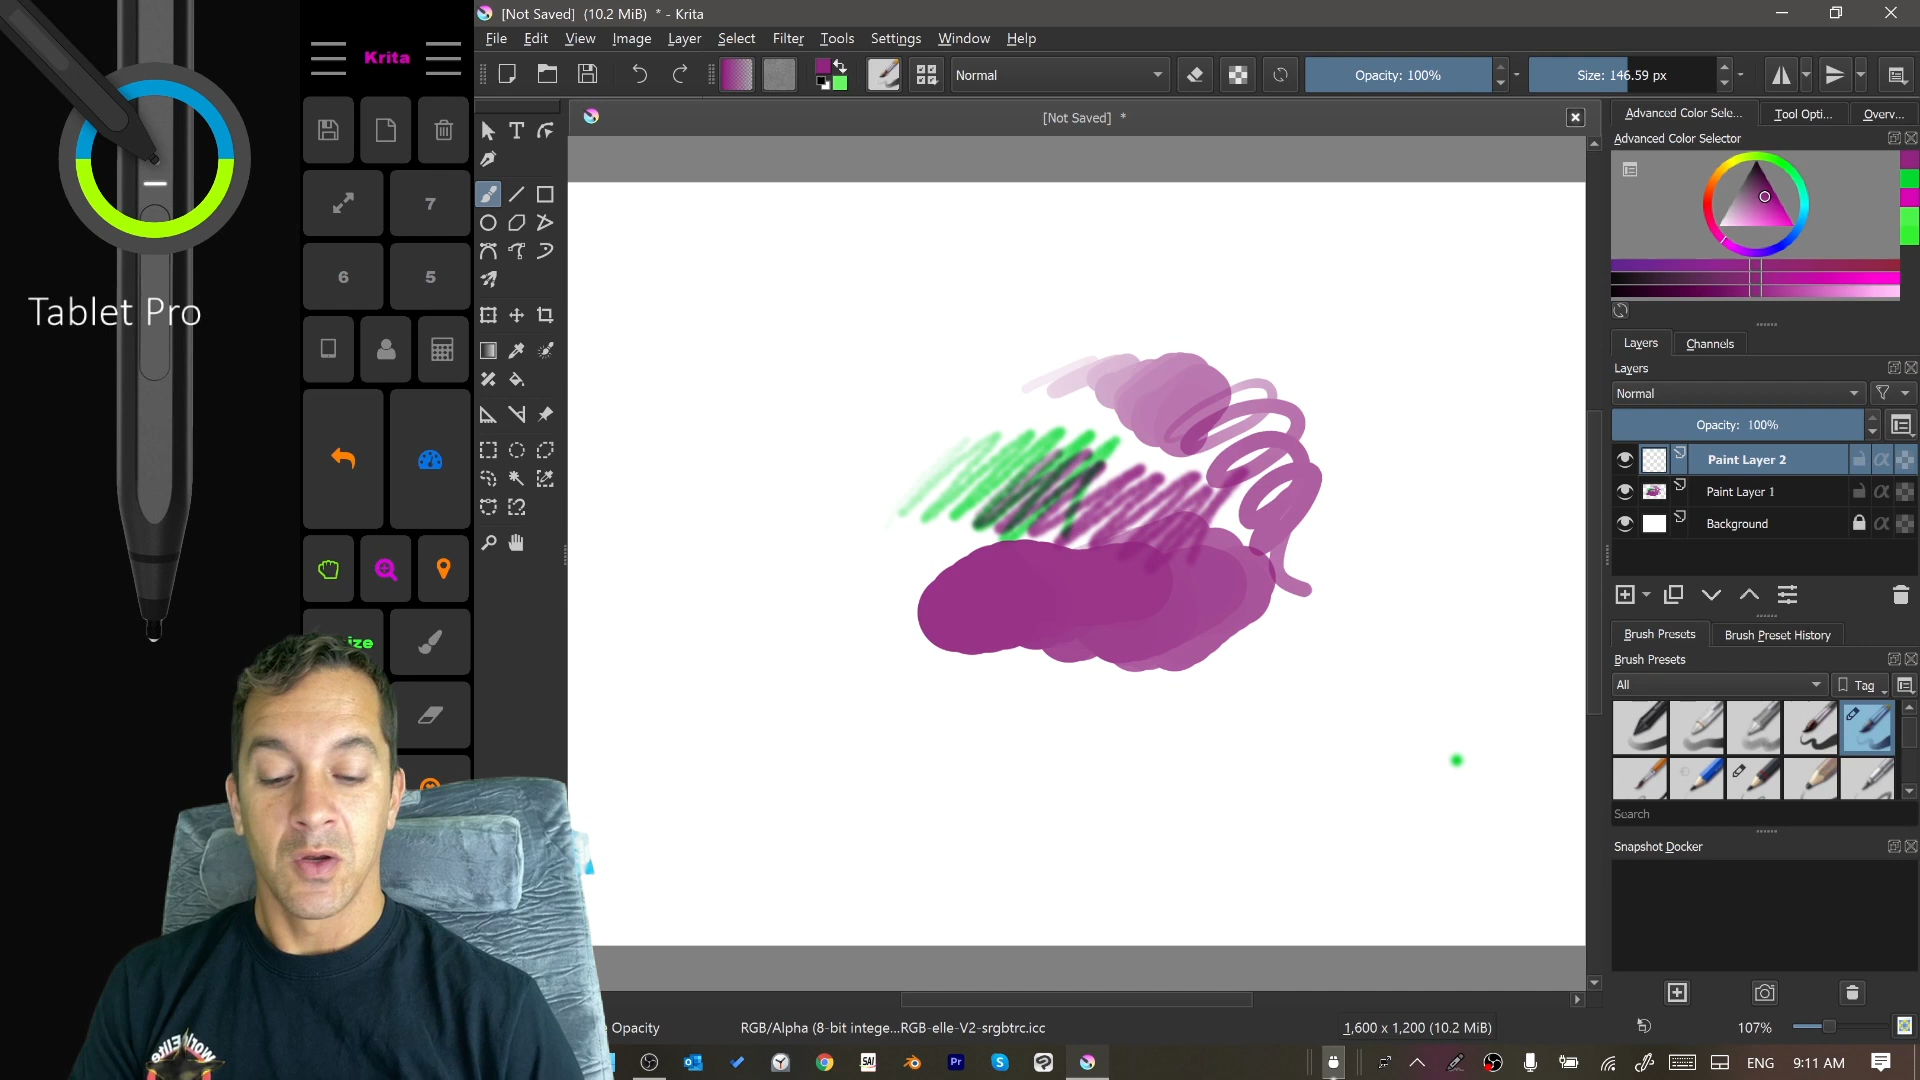 [Not Saved]  (10.2 MiB)  * - Krita
File Edit View Image Layer Select Filter Tools Settings Window Help
Krita
Normal
Opacity: 100%
Size: 146.59 px
[Not Saved]  *
Advanced Color Sele...
Tool Opti...
Overv...
Advanced Color Selector
7
6
5
Tablet Pro
Layers
Channels
Layers
Normal
Opacity:  100%
Paint Layer 2
Paint Layer 1
Background
Brush Presets
Brush Preset History
Brush Presets
All
Tag
Search
Snapshot Docker
Opacity
RGB/Alpha (8-bit intege...RGB-elle-V2-srgbtrc.icc
1,600 x 1,200 (10.2 MiB)
107%
SAI
Pr
ENG
9:11 AM